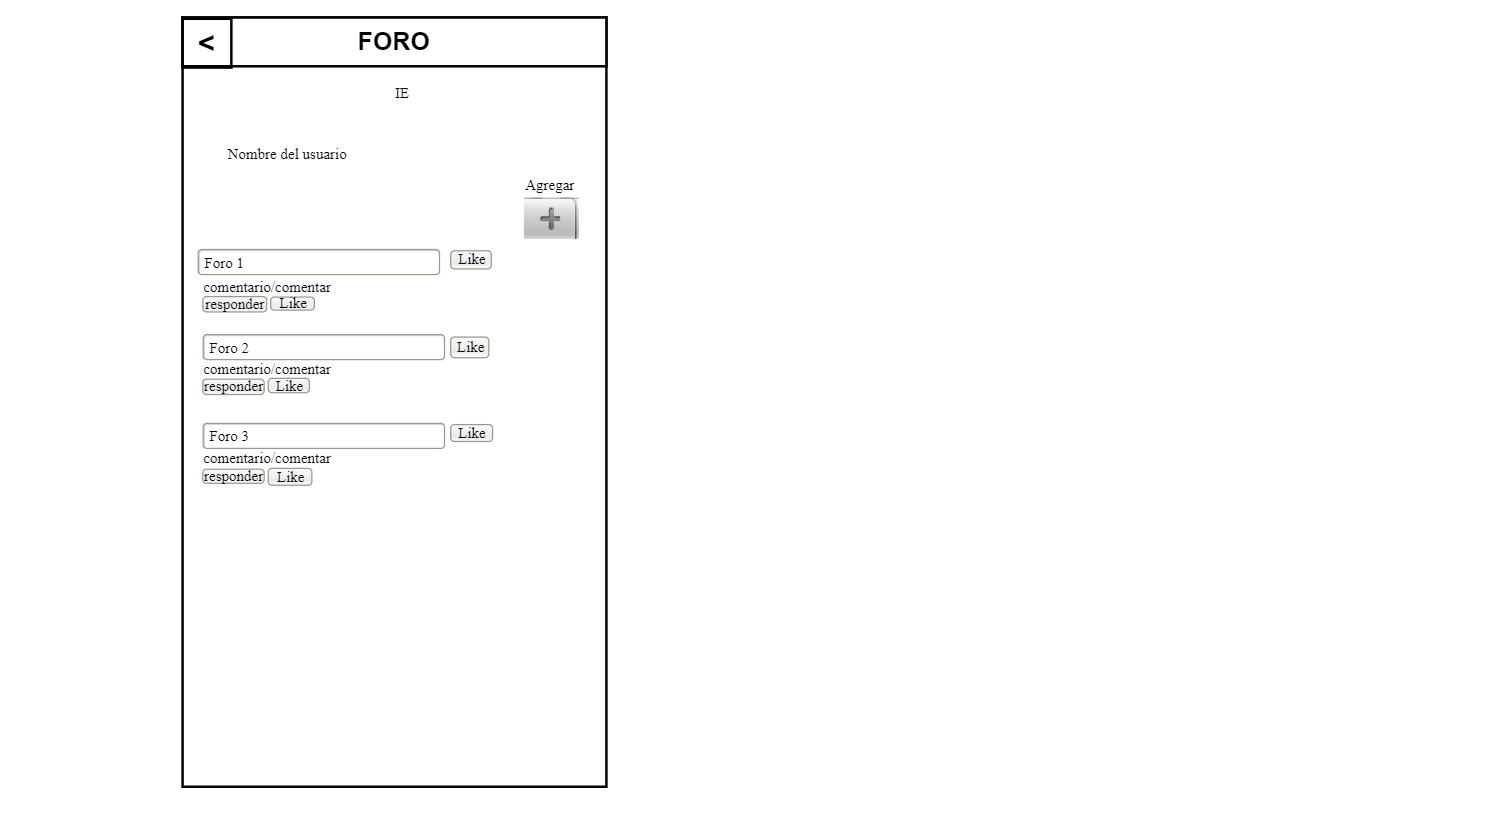 < FORO
IE
Nombre del usuario
Agregar
Foro 1 Like
comentario/comentar
responder Like
Foro 2 Like
comentario/comentar
responder Like
Foro 3 Like
comentario/comentar
responder Like